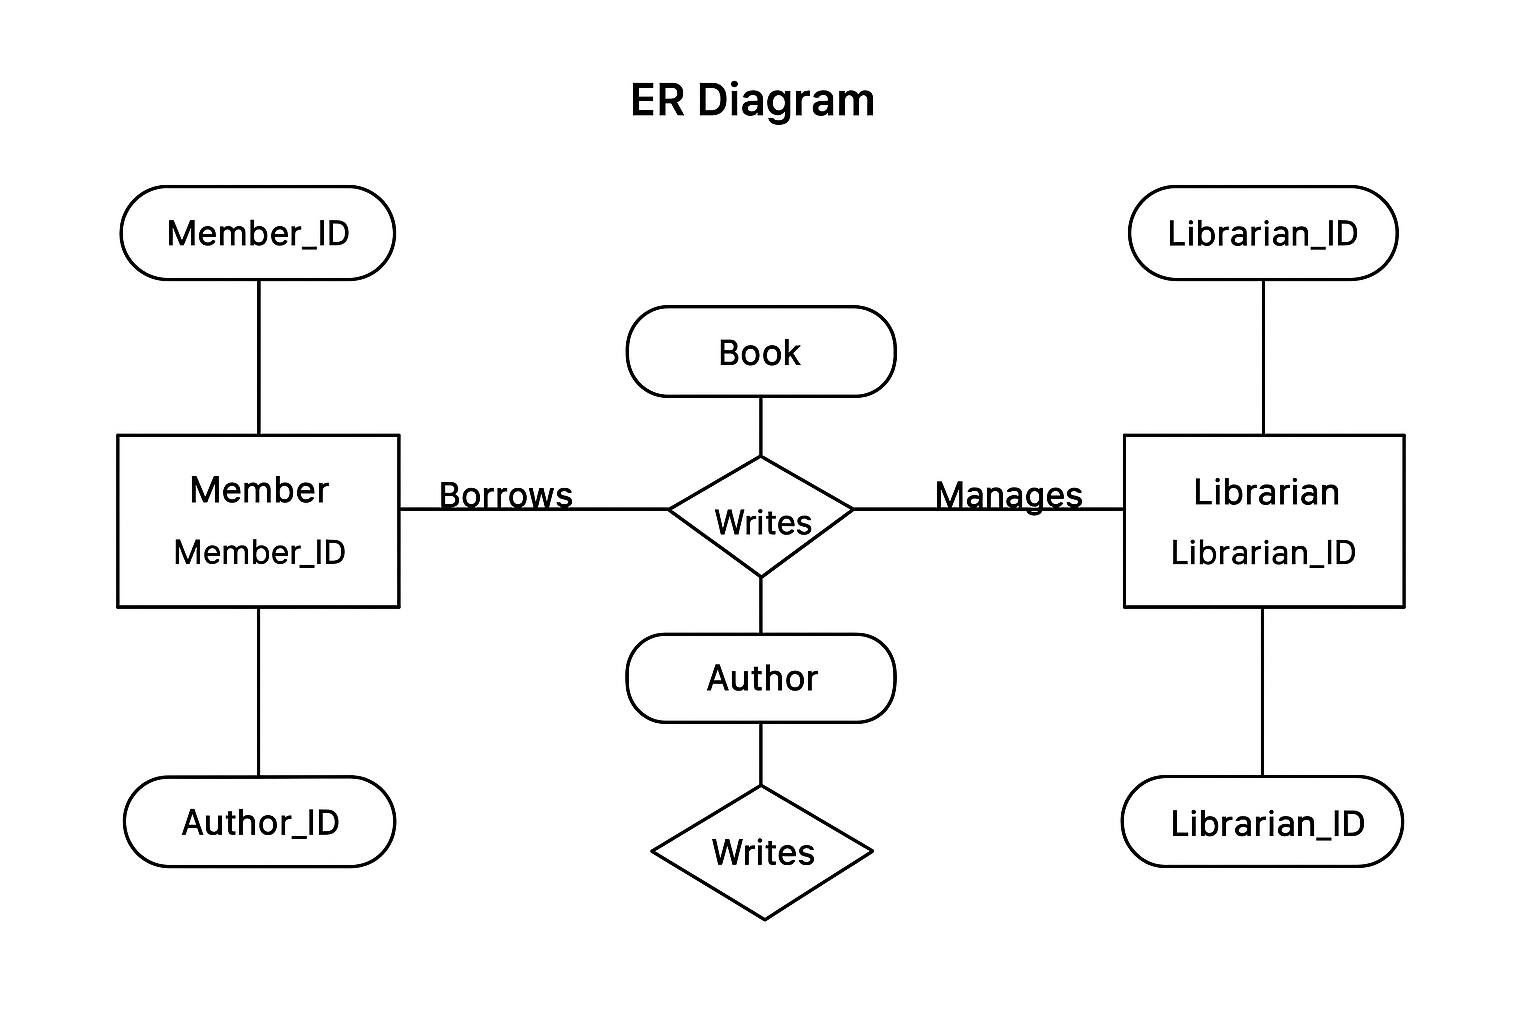 ER Diagram
Member_ID
Librarian_ID
Book
Member
Member_ID
Borrows
Writes
Manages
Librarian
Librarian_ID
Author
Author_ID
Writes
Librarian_ID